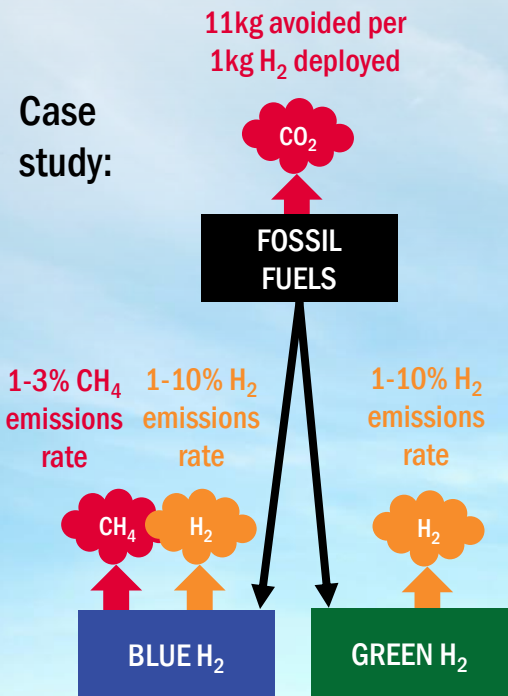 11kg avoided per
1kg H₂ deployed
Case
study:
CO₂
FOSSIL
FUELS
1-3% CH₄
emissions
rate
1-10% H₂
emissions
rate
1-10% H₂
emissions
rate
CH₄
H₂
H₂
BLUE H₂
GREEN H₂